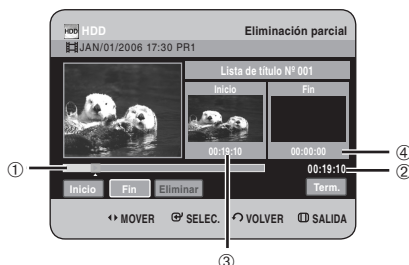 HDD HDD Eliminación parcial
JAN/01/2006 17:30 PR1
Lista de título Nº 001
Inicio Fin
00:19:10 00:00:00 ④
① 00:19:10 ②
Inicio Fin Eliminar Term.
MOVER SELEC. VOLVER SALIDA
③